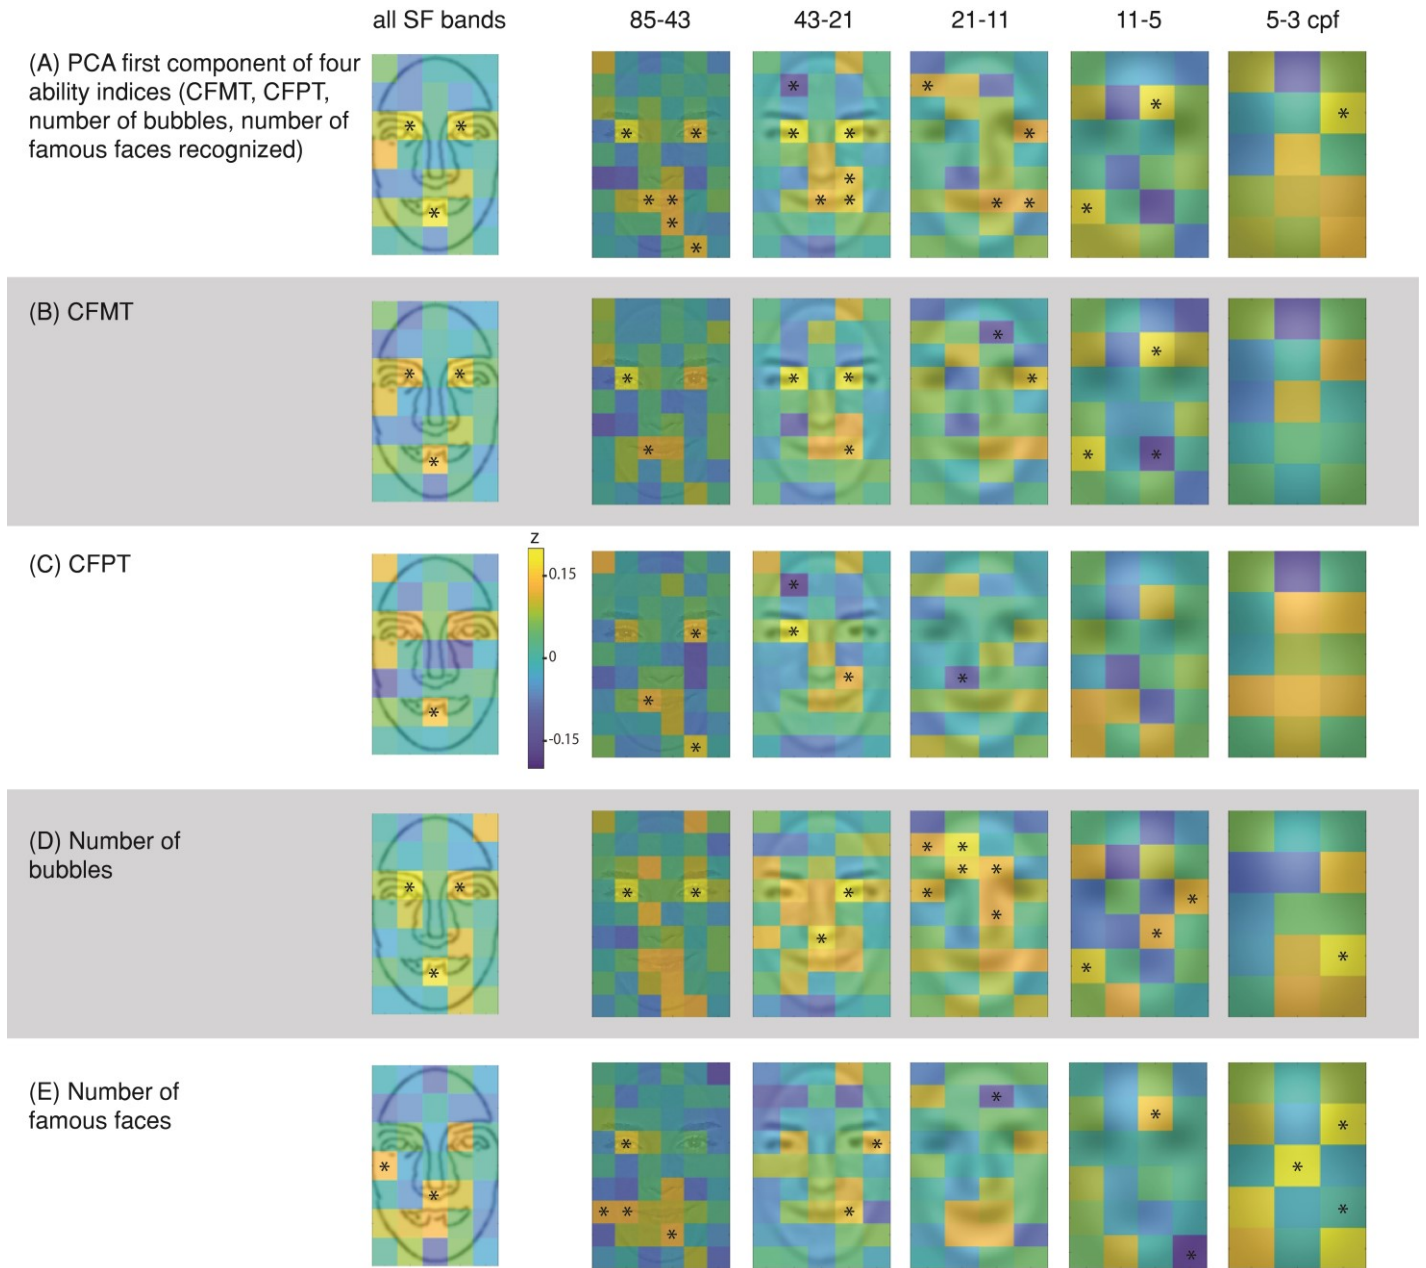 all SF bands 85-43 43-21 21-11 11-5 5-3 cpf
(A) PCA first component of four
ability indices (CFMT, CFPT,
number of bubbles, number of
famous faces recognized)
* * * * * * * * * * * * * * * * * * * * * * *
(B) CFMT
* * * * * * * * * * * * *
(C) CFPT
z
0.15
0
-0.15
* * * * * * * * *
(D) Number of
bubbles
* * * * * * * * * * * * * * * * * *
(E) Number of
famous faces
* * * * * * * * * * * * * *